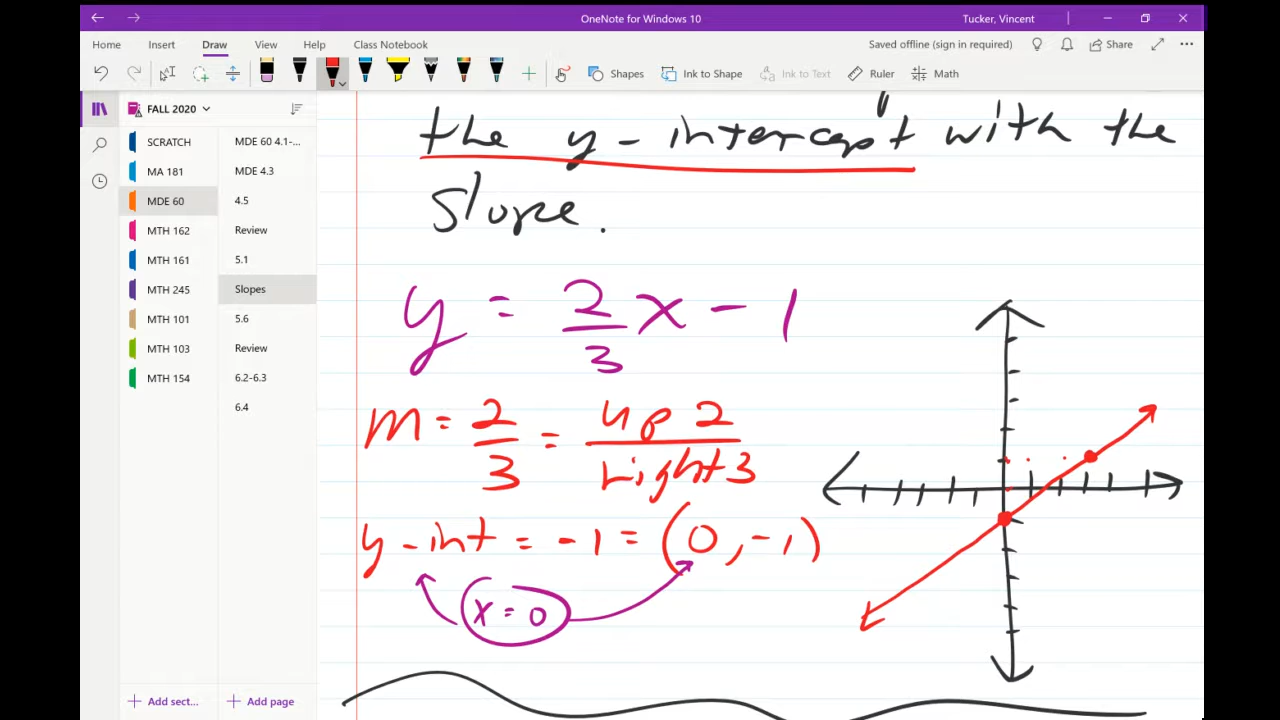 OneNote for Windows 10
Tucker, Vincent
Home Insert Draw View Help Class Notebook
Saved offline (sign in required) Share
Shapes Ink to Shape Ink to Text Ruler Math
FALL 2020
SCRATCH
MA 181
MDE 60
MTH 162
MTH 161
MTH 245
MTH 101
MTH 103
MTH 154
Add sect...
MDE 60 4.1-...
MDE 4.3
4.5
Review
5.1
Slopes
5.6
Review
6.2-6.3
6.4
Add page
the y-intercept with the
slope.
y = 2/3 x - 1
m = 2/3 = up 2/right 3
y-int = -1 = (0, -1)
x = 0